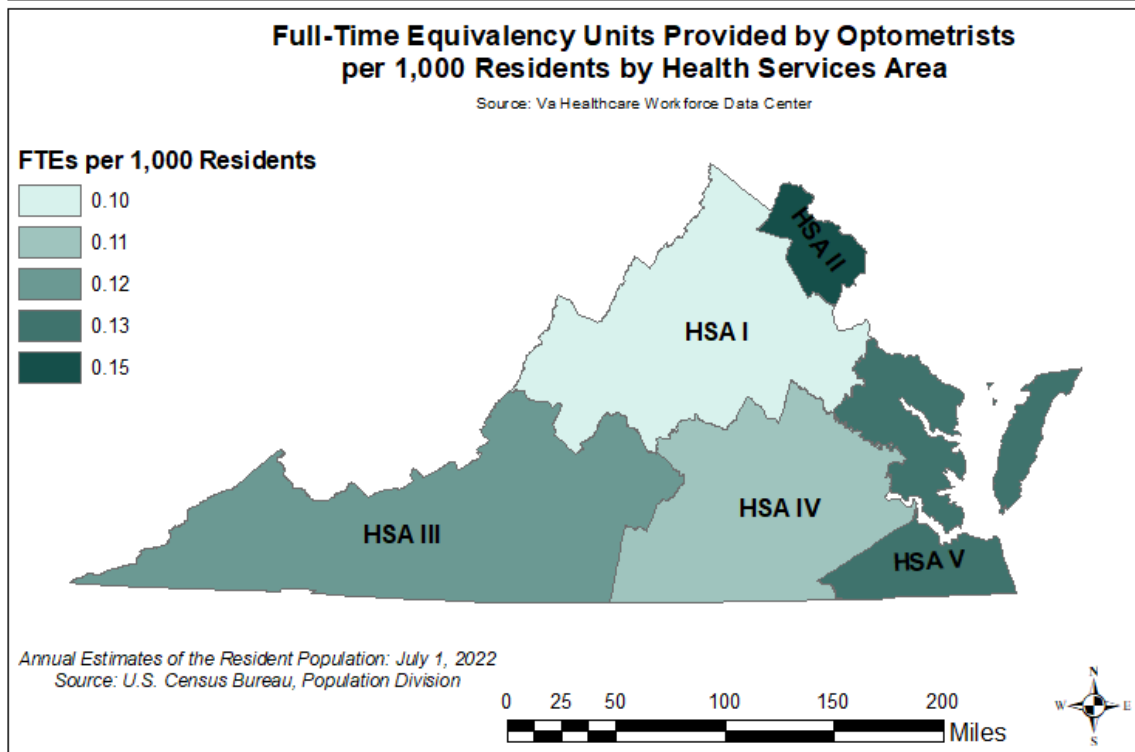 Full-Time Equivalency Units Provided by Optometrists
per 1,000 Residents by Health Services Area
Source: Va Healthcare Workforce Data Center
FTEs per 1,000 Residents
0.10
0.11
0.12
0.13
0.15
HSA II
HSA I
HSA IV
HSA III
HSA V
Annual Estimates of the Resident Population: July 1, 2022
Source: U.S. Census Bureau, Population Division
0 25 50 100 150 200
Miles
N
W E
S